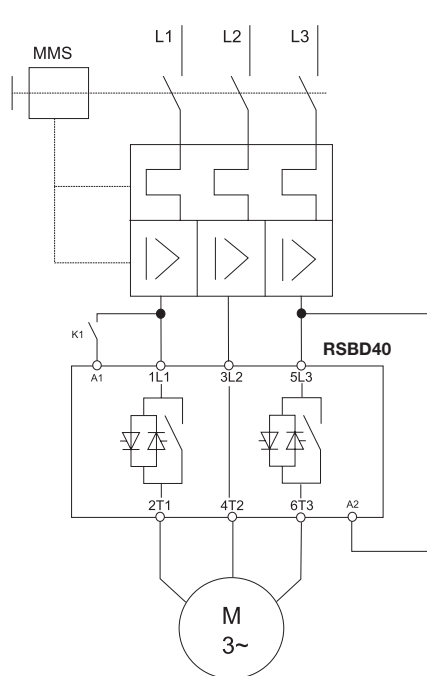 L1 L2 L3
MMS
K1
RSBD40
A1 1L1 3L2 5L3
2T1 4T2 6T3 A2
M
3~